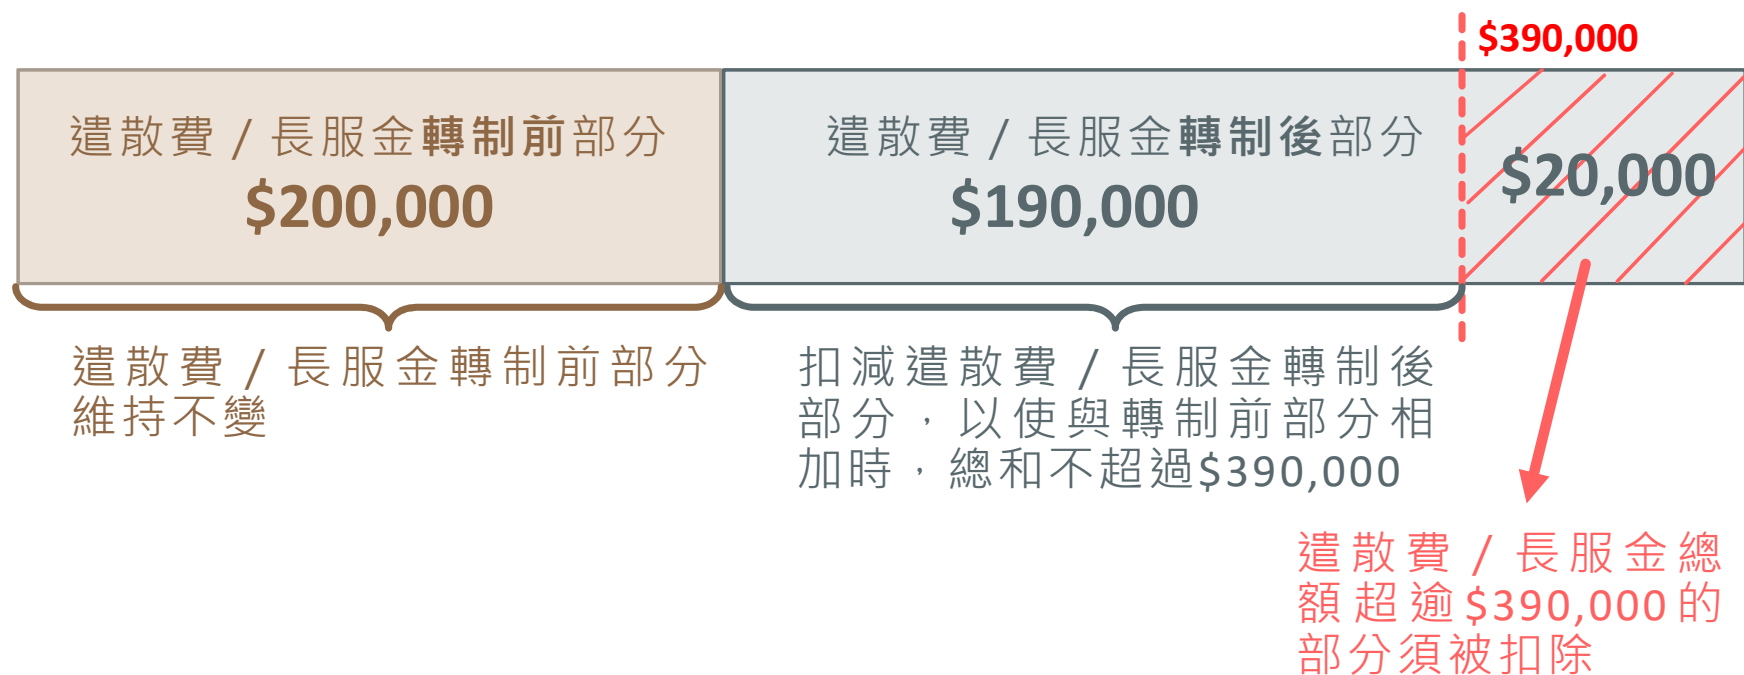 $390,000
遣散費 / 長服金轉制前部分
$200,000
遣散費 / 長服金轉制後部分
$190,000
$20,000
遣散費 / 長服金轉制前部分
維持不變
扣減遣散費 / 長服金轉制後
部分，以使與轉制前部分相
加時，總和不超過$390,000
遣散費 / 長服金總
額超逾$390,000的
部分須被扣除